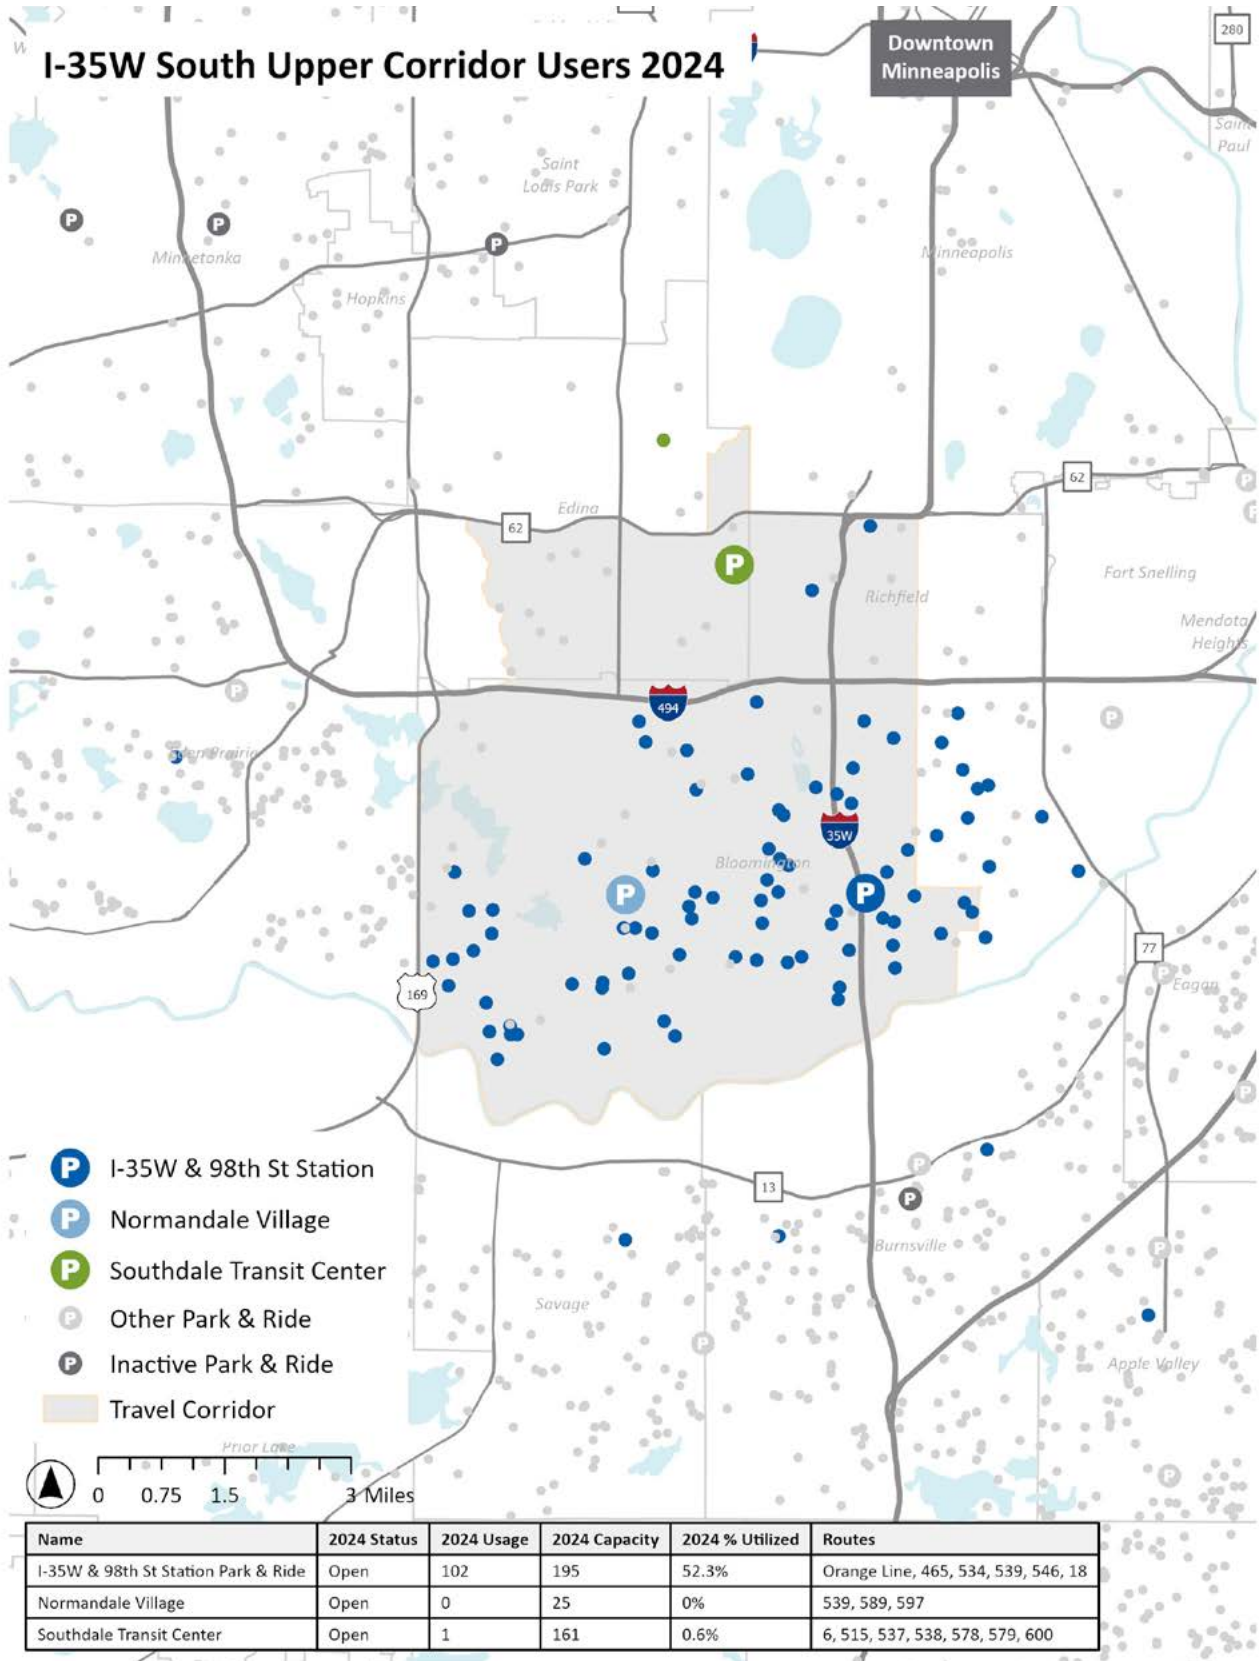 I-35W South Upper Corridor Users 2024
Downtown
Minneapolis
280
Saint
Paul
Saint
Louis Park
P
P
P
Minnetonka
Minneapolis
Hopkins
62
Edina
62
P
P
Fort Snelling
Richfield
Mendota
Heights
P
494
P
Eden Prairie
35W
Bloomington
P
P
77
169
P
Eagan
P
13
P
P
Burnsville
P
Savage
P
Apple Valley
P
P I-35W & 98th St Station
P Normandale Village
P Southdale Transit Center
P Other Park & Ride
P Inactive Park & Ride
Travel Corridor
Prior Lake
0 0.75 1.5 3 Miles
Name 2024 Status 2024 Usage 2024 Capacity 2024 % Utilized Routes
I-35W & 98th St Station Park & Ride Open 102 195 52.3% Orange Line, 465, 534, 539, 546, 18
Normandale Village Open 0 25 0% 539, 589, 597
Southdale Transit Center Open 1 161 0.6% 6, 515, 537, 538, 578, 579, 600